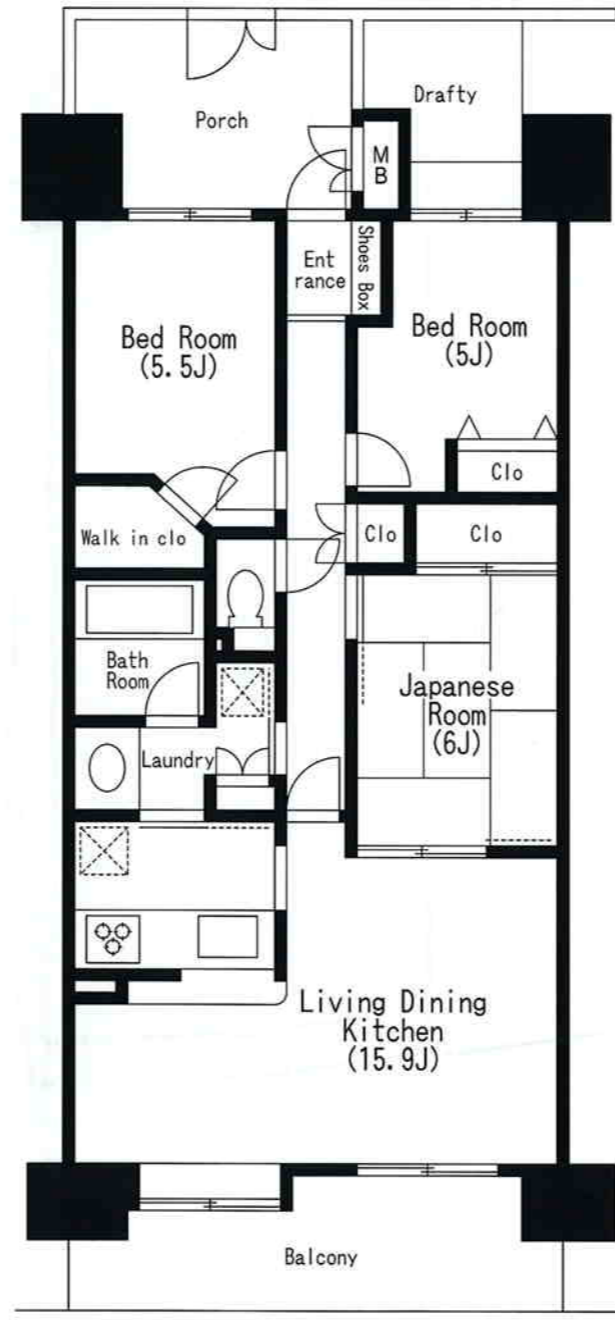 Porch
Drafty
M
B
Ent
rance
Shoes Box
Bed Room
(5.5J)
Bed Room
(5J)
Clo
Walk in clo
Clo
Clo
Bath
Room
Japanese
Room
(6J)
Laundry
Living Dining
Kitchen
(15.9J)
Balcony